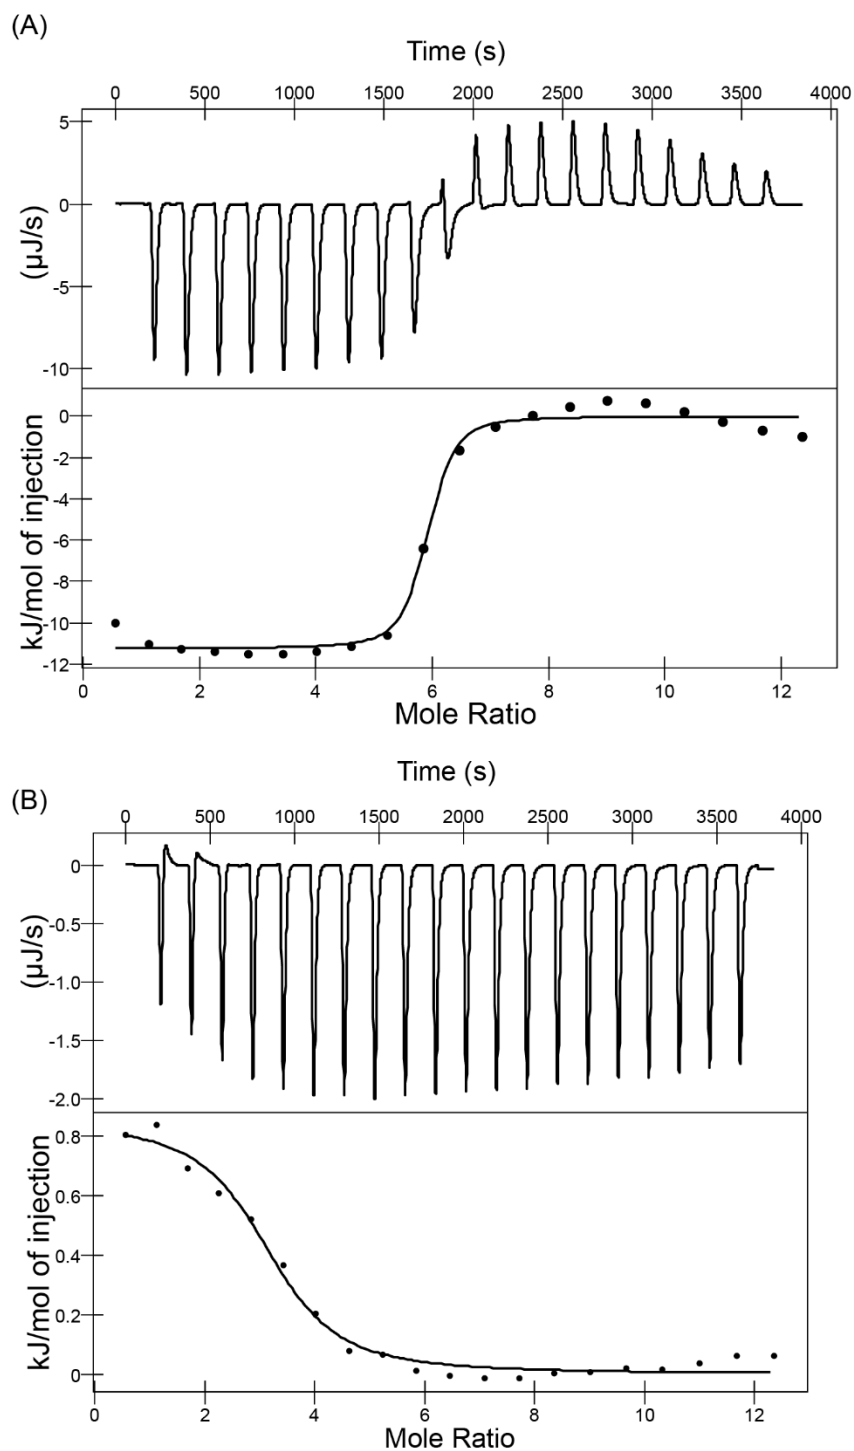 (A)
Time (s)
0 500 1000 1500 2000 2500 3000 3500 4000
5
0
-5
-10
(µJ/s)
0
-2
-4
-6
-8
-10
-12
kJ/mol of injection
0 2 4 6 8 10 12
Mole Ratio
Time (s)
(B)
0 500 1000 1500 2000 2500 3000 3500 4000
0
-0.5
-1.0
-1.5
-2.0
(µJ/s)
0.8
0.6
0.4
0.2
0
kJ/mol of injection
0 2 4 6 8 10 12
Mole Ratio